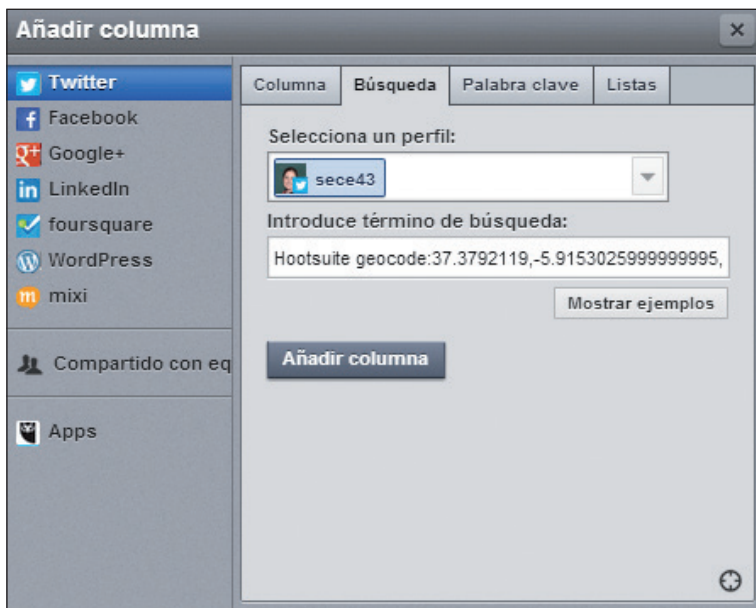 Añadir columna
Twitter
Facebook
Google+
LinkedIn
foursquare
WordPress
mixi
Compartido con eq
Apps
Columna Búsqueda Palabra clave Listas
Selecciona un perfil:
sece43
Introduce término de búsqueda:
Hootsuite geocode:37.3792119,-5.9153025999999995,
Mostrar ejemplos
Añadir columna